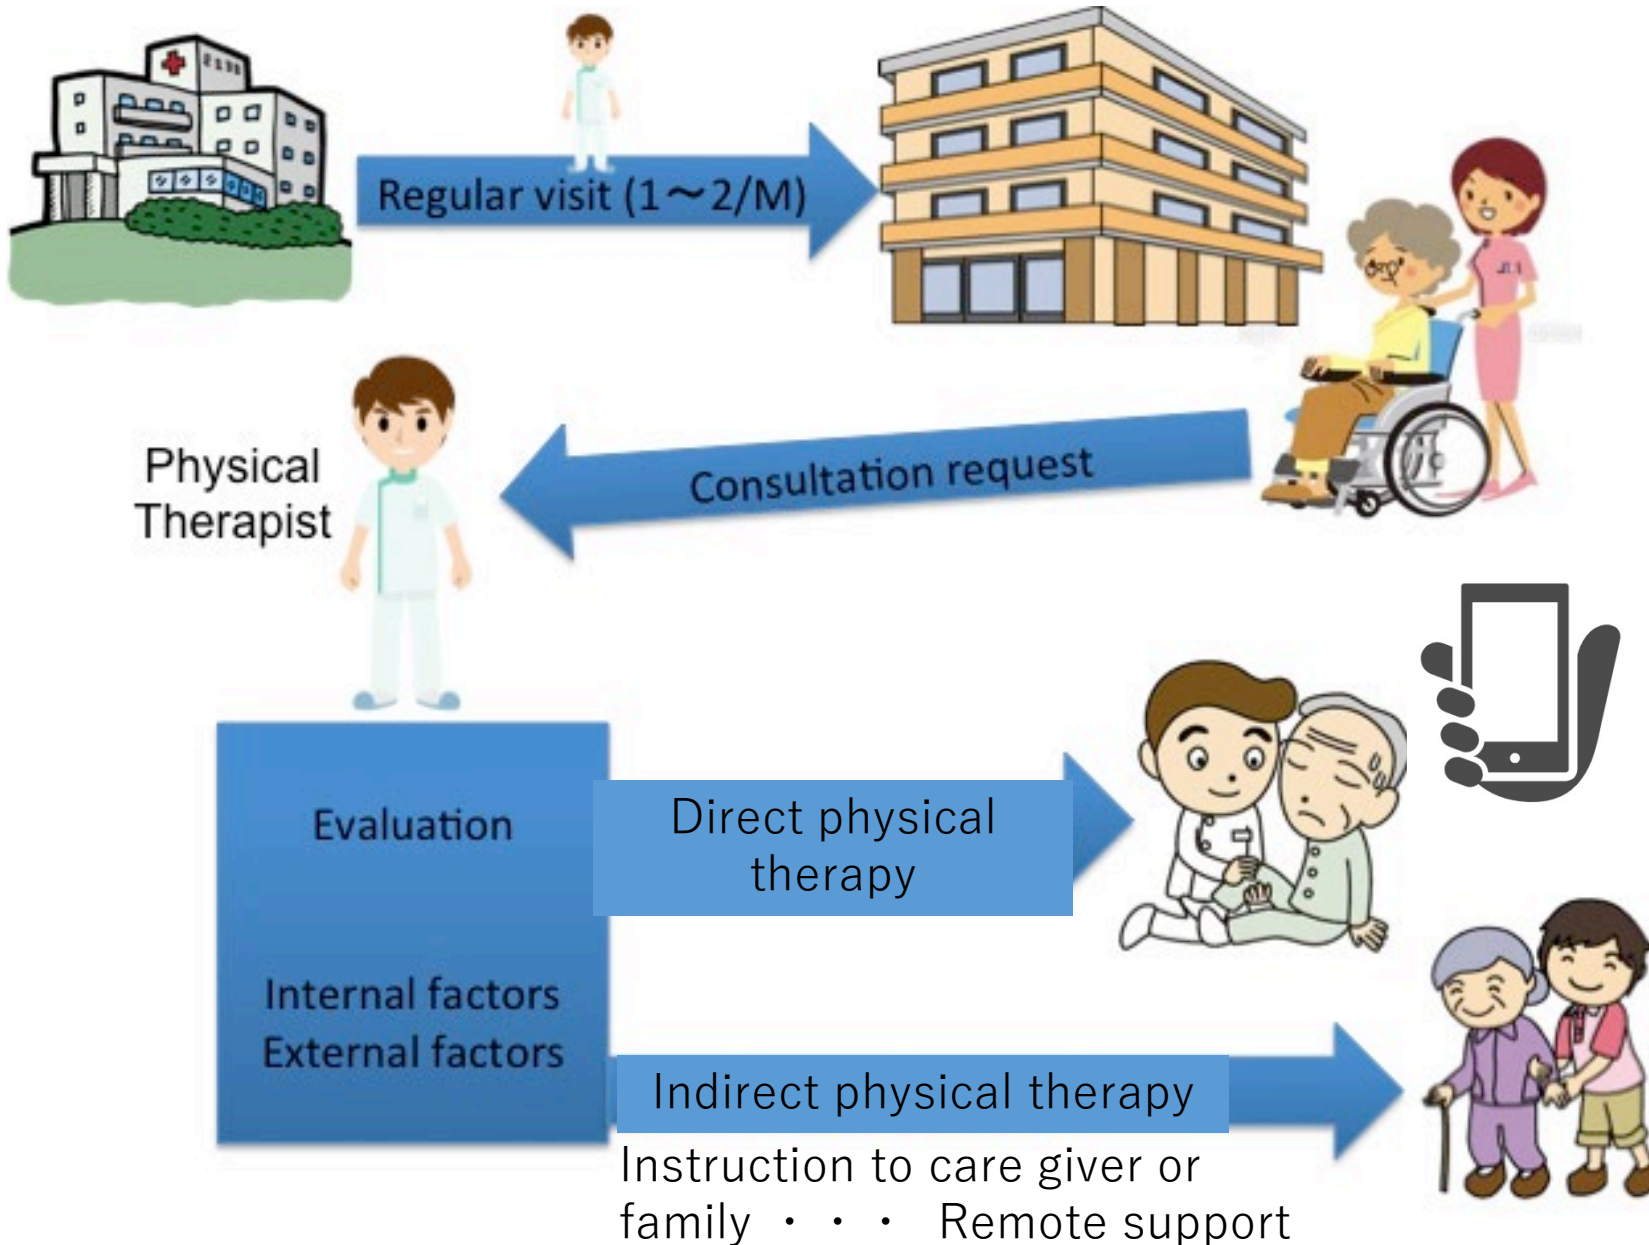 Regular visit (1～2/M)
Physical
Therapist
Consultation request
Evaluation
Internal factors
External factors
Direct physical
therapy
Indirect physical therapy
Instruction to care giver or
family ・ ・ ・ Remote support